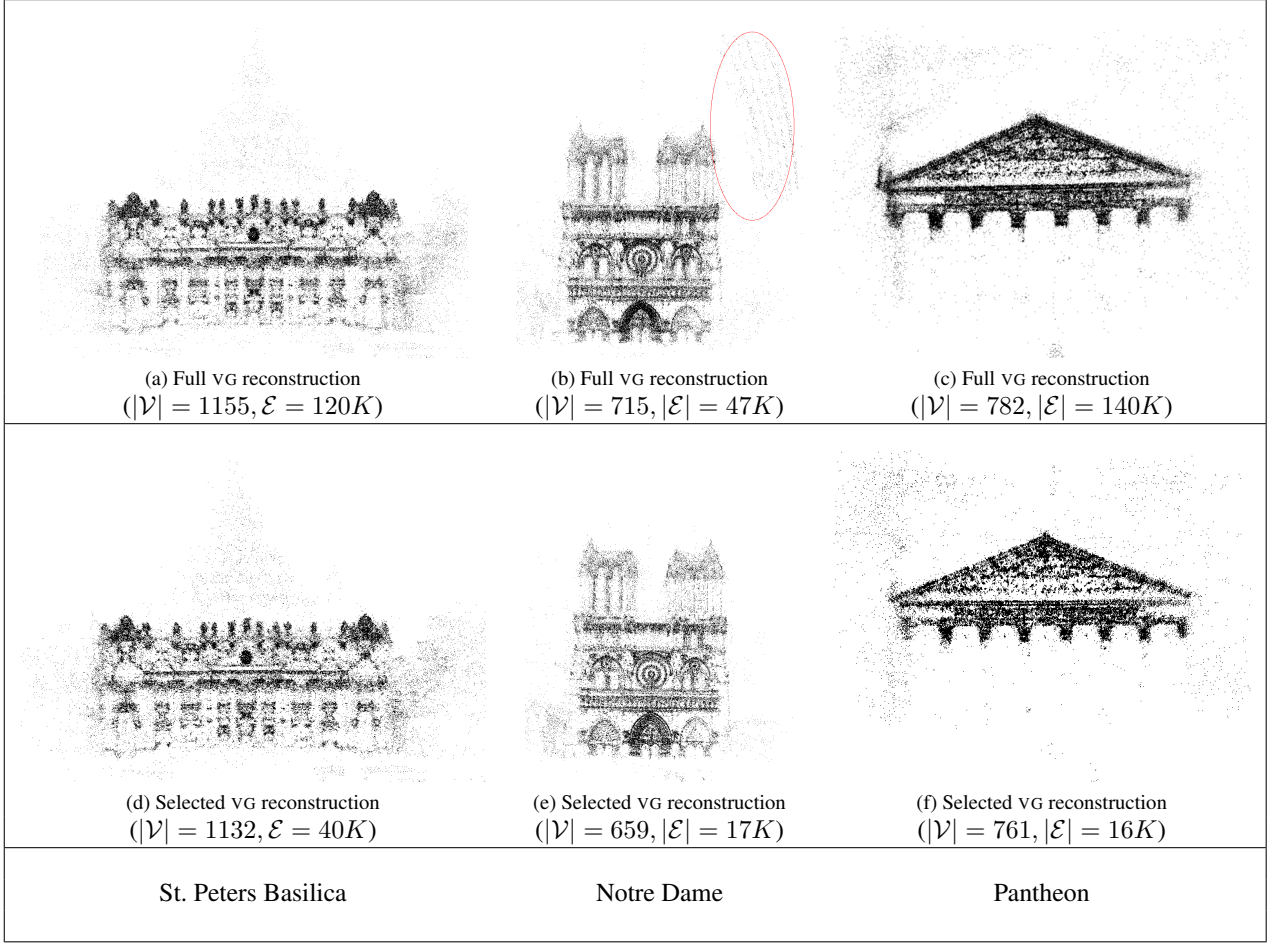 (a) Full VG reconstruction
(|𝒱| = 1155, ℰ = 120K)
(b) Full VG reconstruction
(|𝒱| = 715, |ℰ| = 47K)
(c) Full VG reconstruction
(|𝒱| = 782, |ℰ| = 140K)
(d) Selected VG reconstruction
(|𝒱| = 1132, ℰ = 40K)
(e) Selected VG reconstruction
(|𝒱| = 659, |ℰ| = 17K)
(f) Selected VG reconstruction
(|𝒱| = 761, |ℰ| = 16K)
St. Peters Basilica
Notre Dame
Pantheon